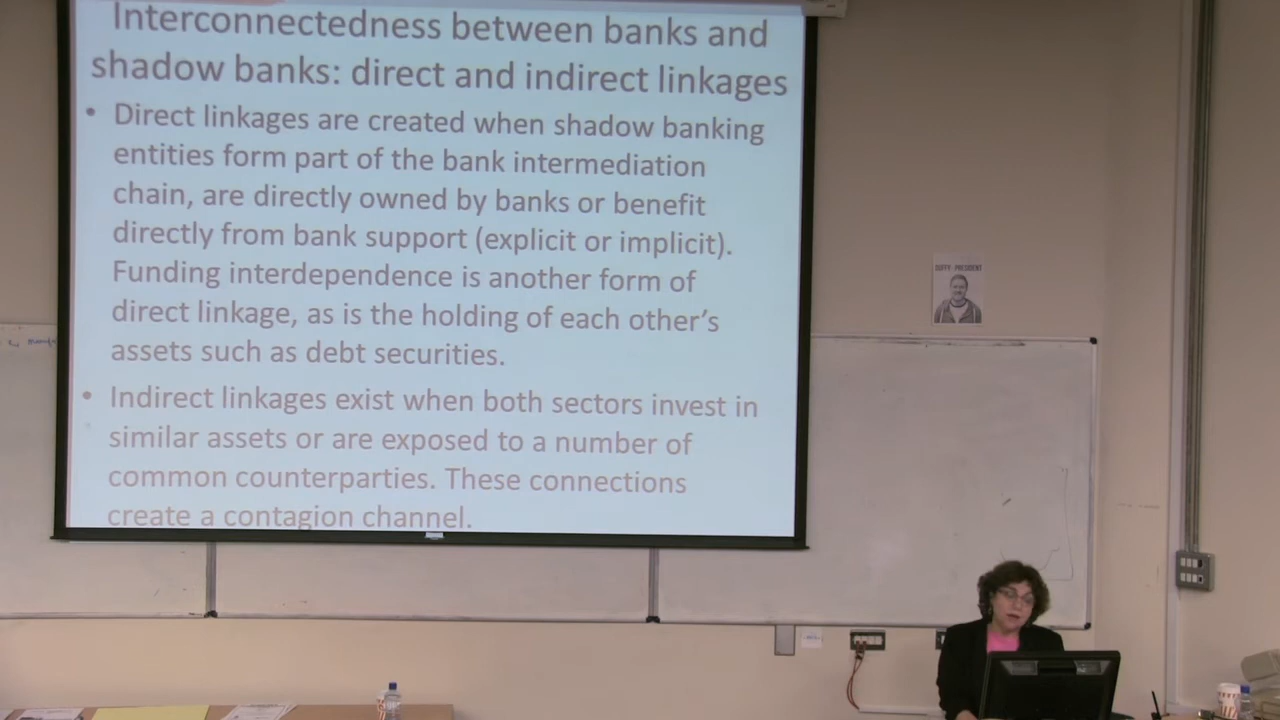 Interconnectedness between banks and
shadow banks: direct and indirect linkages
• Direct linkages are created when shadow banking
entities form part of the bank intermediation
chain, are directly owned by banks or benefit
directly from bank support (explicit or implicit).
Funding interdependence is another form of
direct linkage, as is the holding of each other’s
assets such as debt securities.
• Indirect linkages exist when both sectors invest in
similar assets or are exposed to a number of
common counterparties. These connections
create a contagion channel.
PRESIDENT